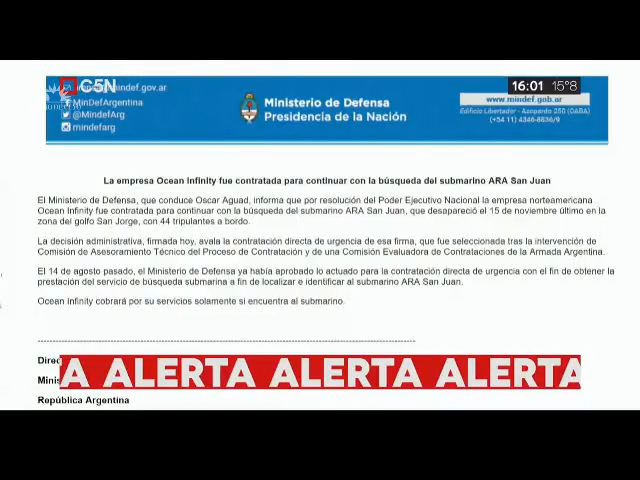 C5N
mindef.gov.ar
MinDefArgentina
@MindefArg
mindefarg
Ministerio de Defensa
Presidencia de la Nación
16:01 15°8
www.mindef.gob.ar
Edificio Libertador - Azopardo 250 (CABA)
(+54 11) 4346-8836/9
La empresa Ocean Infinity fue contratada para continuar con la búsqueda del submarino ARA San Juan
El Ministerio de Defensa, que conduce Oscar Aguad, informa que por resolución del Poder Ejecutivo Nacional la empresa norteamericana
Ocean Infinity fue contratada para continuar con la búsqueda del submarino ARA San Juan, que desapareció el 15 de noviembre último en la
zona del golfo San Jorge, con 44 tripulantes a bordo.
La decisión administrativa, firmada hoy, avala la contratación directa de urgencia de esa firma, que fue seleccionada tras la intervención de
Comisión de Asesoramiento Técnico del Proceso de Contratación y de una Comisión Evaluadora de Contrataciones de la Armada Argentina.
El 14 de agosto pasado, el Ministerio de Defensa ya había aprobado lo actuado para la contratación directa de urgencia con el fin de obtener la
prestación del servicio de búsqueda submarina a fin de localizar e identificar al submarino ARA San Juan.
Ocean Infinity cobrará por su servicios solamente si encuentra al submarino.
Direc
Minis
A ALERTA ALERTA ALERTA
República Argentina